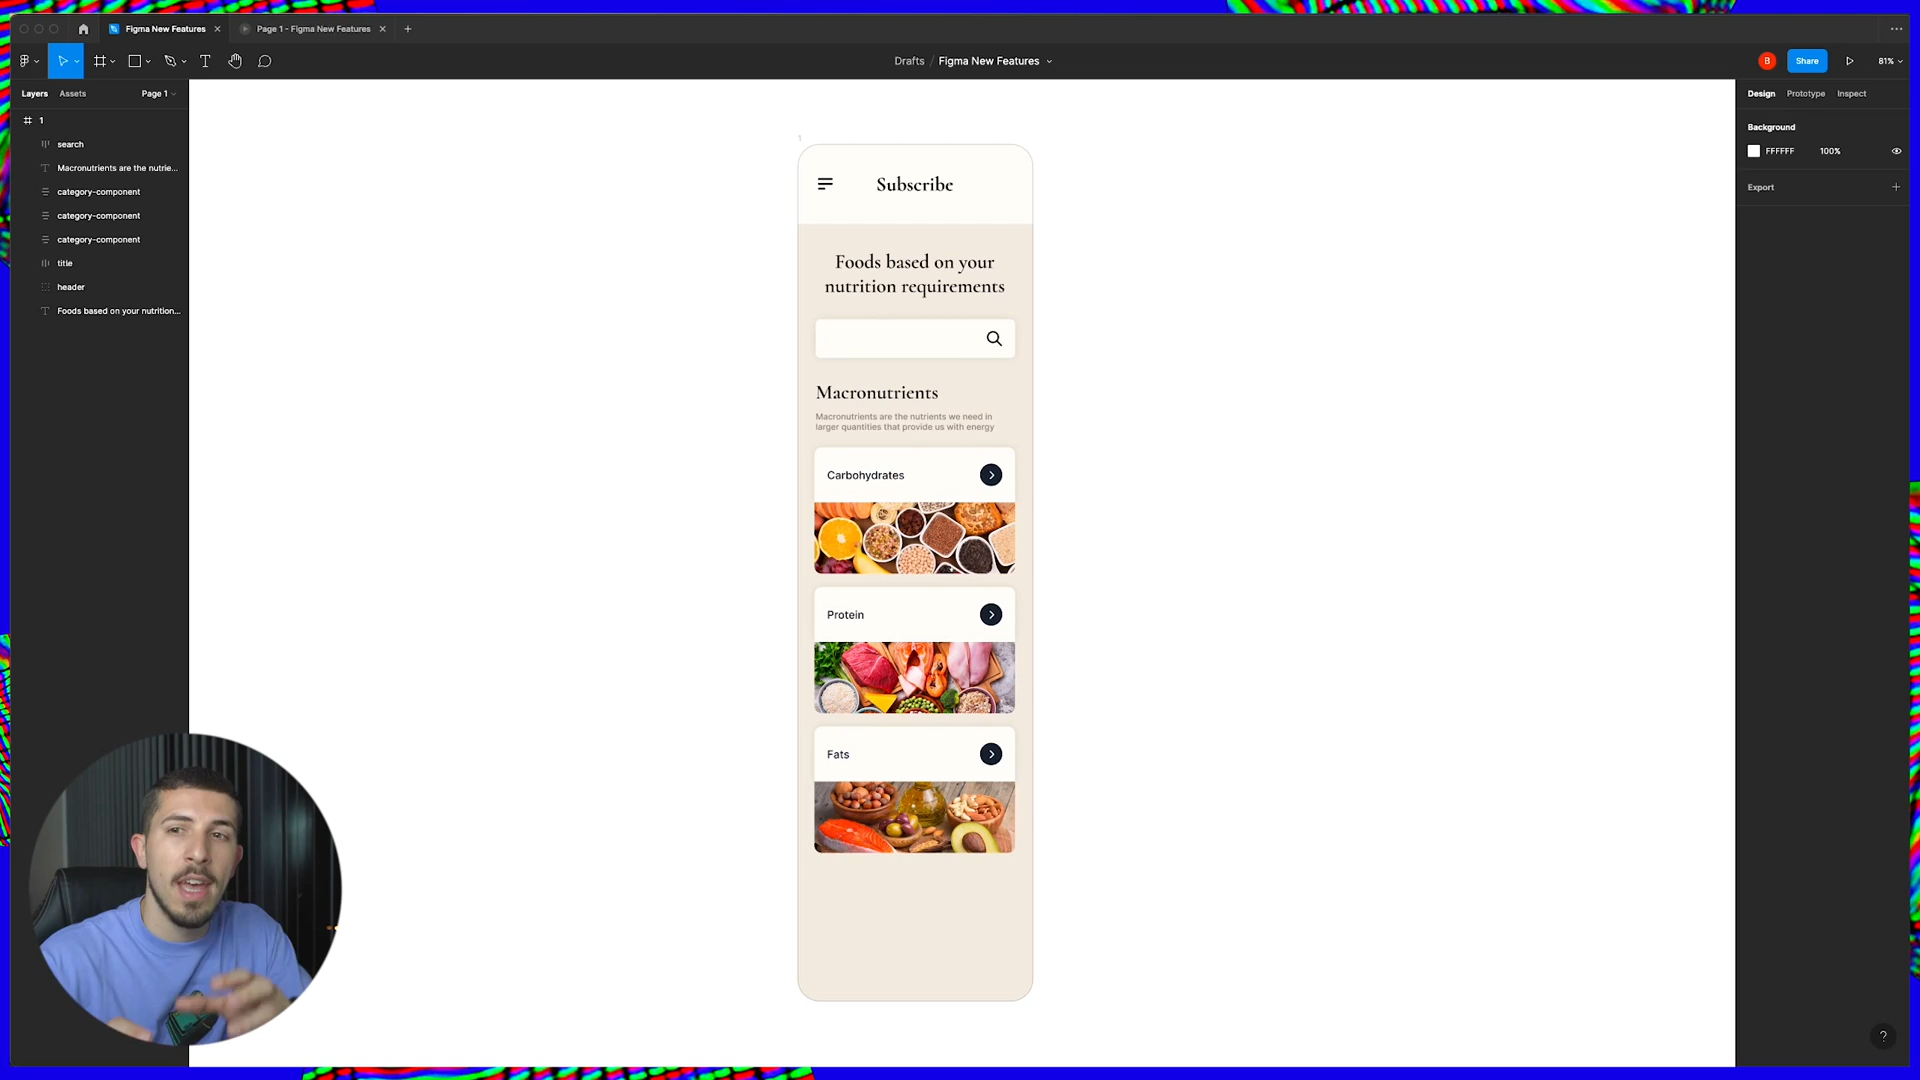 Figma New Features
Page 1 - Figma New Features
Drafts / Figma New Features
B
Share
81%
Layers
Assets
Page 1
1
search
Macronutrients are the nutrie...
category-component
category-component
category-component
title
header
Foods based on your nutrition...
1
Subscribe
Foods based on your
nutrition requirements
Macronutrients
Macronutrients are the nutrients we need in
larger quantities that provide us with energy
Carbohydrates
Protein
Fats
Design
Prototype
Inspect
Background
FFFFFF
100%
Export
?